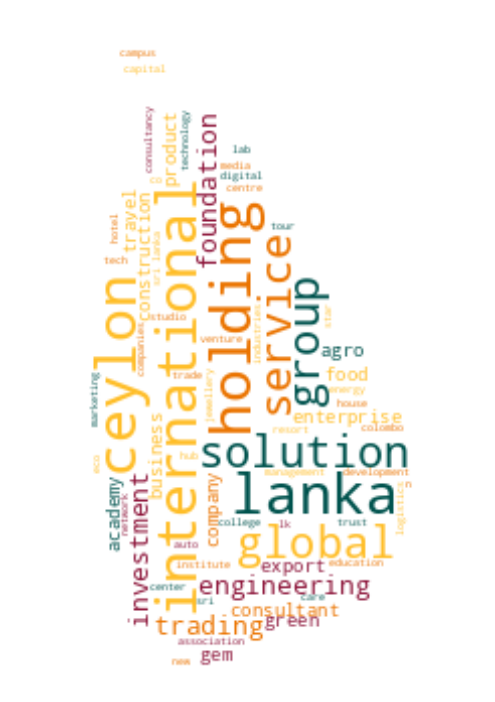 campus
capital
consultancy
product
technology
foundation
lab
media
digital
centre
co
international
travel
construction
holding
hotel
sri lanka
tour
service
tech
ceylon
group
industries
star
studio
companies
venture
agro
trade
food
marketing
jewellery
energy
house
enterprise
business
resort
colombo
solution
eco
hub
management
development
lanka
n
academy
investment
network
company
logistics
college
lk
trust
global
auto
institute
export
education
center
engineering
sri
care
consultant
trading
green
association
gem
new